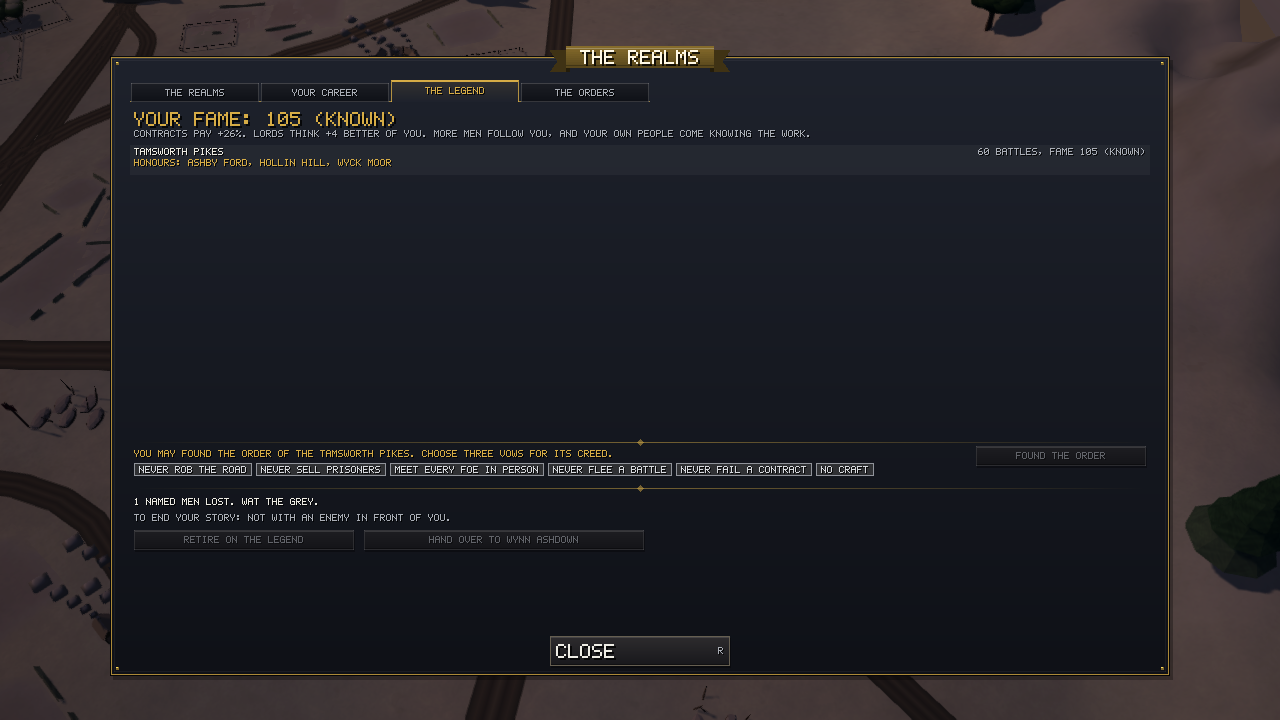 THE REALMS
THE REALMS YOUR CAREER THE LEGEND THE ORDERS
YOUR FAME: 105 (KNOWN)
CONTRACTS PAY +26%. LORDS THINK +4 BETTER OF YOU. MORE MEN FOLLOW YOU, AND YOUR OWN PEOPLE COME KNOWING THE WORK.
TAMSWORTH PIKES 60 BATTLES, FAME 105 (KNOWN)
HONOURS: ASHBY FORD, HOLLIN HILL, WYCK MOOR
YOU MAY FOUND THE ORDER OF THE TAMSWORTH PIKES. CHOOSE THREE VOWS FOR ITS CREED. FOUND THE ORDER
NEVER ROB THE ROAD NEVER SELL PRISONERS MEET EVERY FOE IN PERSON NEVER FLEE A BATTLE NEVER FAIL A CONTRACT NO CRAFT
1 NAMED MEN LOST. WAT THE GREY.
TO END YOUR STORY: NOT WITH AN ENEMY IN FRONT OF YOU.
RETIRE ON THE LEGEND HAND OVER TO WYNN ASHDOWN
CLOSE R